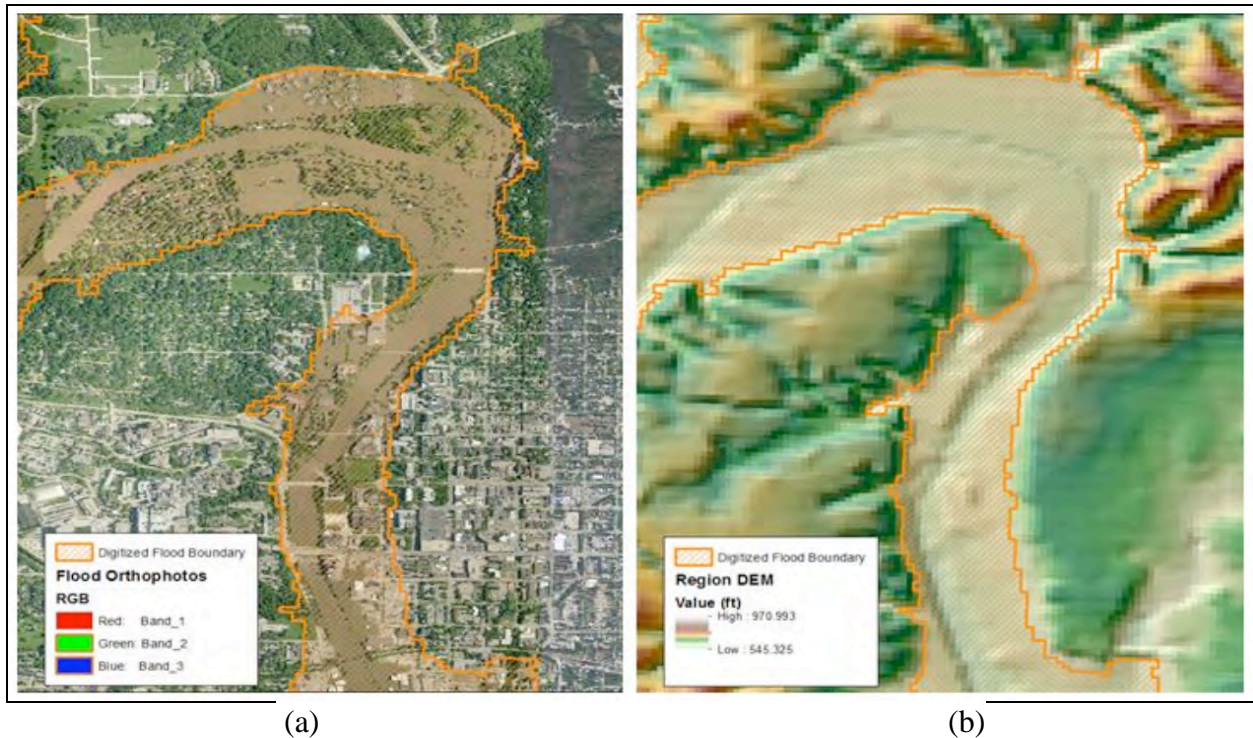 Digitized Flood Boundary
Flood Orthophotos
RGB
Red: Band_1
Green: Band_2
Blue: Band_3
Digitized Flood Boundary
Region DEM
Value (ft)
High : 970.993
Low : 545.325
(a)
(b)